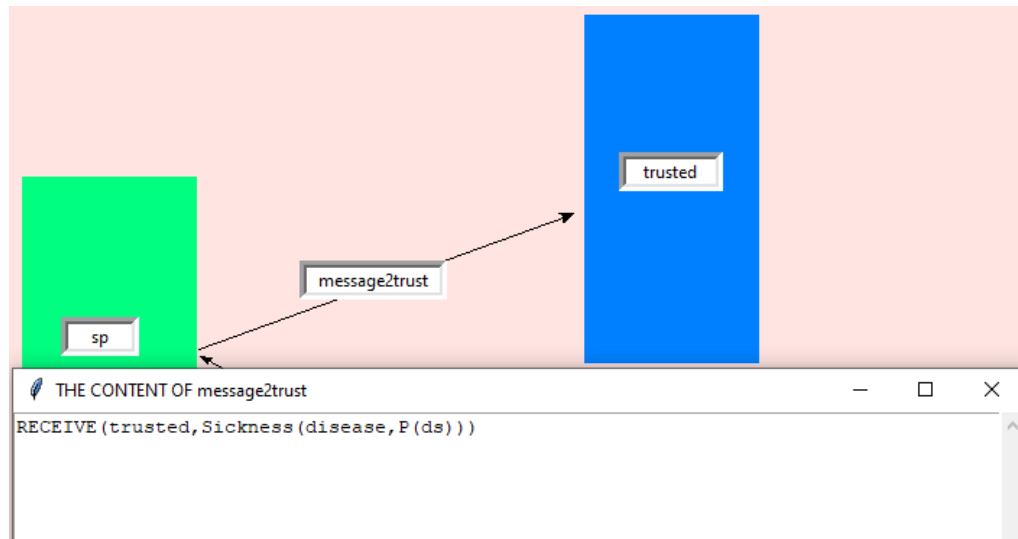 trusted
message2trust
sp
THE CONTENT OF message2trust
RECEIVE(trusted,Sickness(disease,P(ds)))